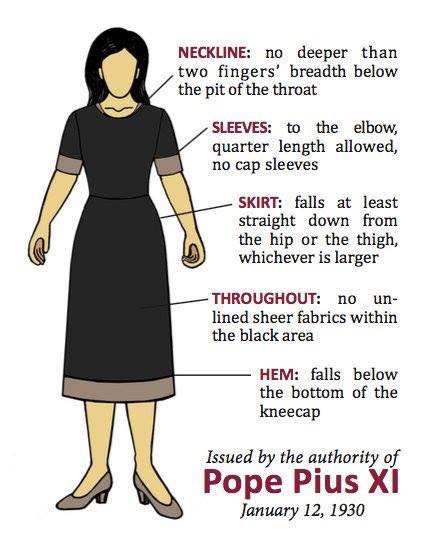 NECKLINE: no deeper than
two fingers’ breadth below
the pit of the throat
SLEEVES: to the elbow,
quarter length allowed,
no cap sleeves
SKIRT: falls at least
straight down from
the hip or the thigh,
whichever is larger
THROUGHOUT: no un-
lined sheer fabrics within
the black area
HEM: falls below
the bottom of the
kneecap
Issued by the authority of
Pope Pius XI
January 12, 1930